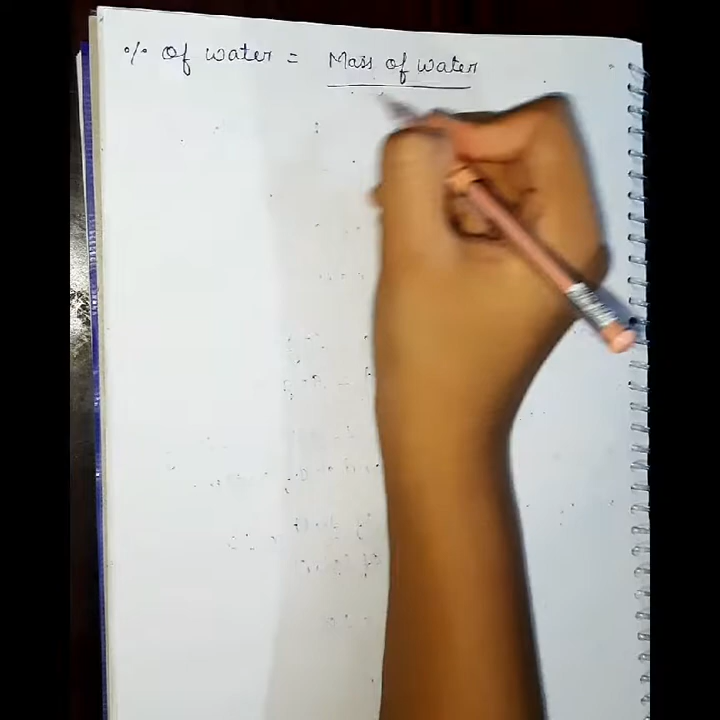 % of water = Mass of water